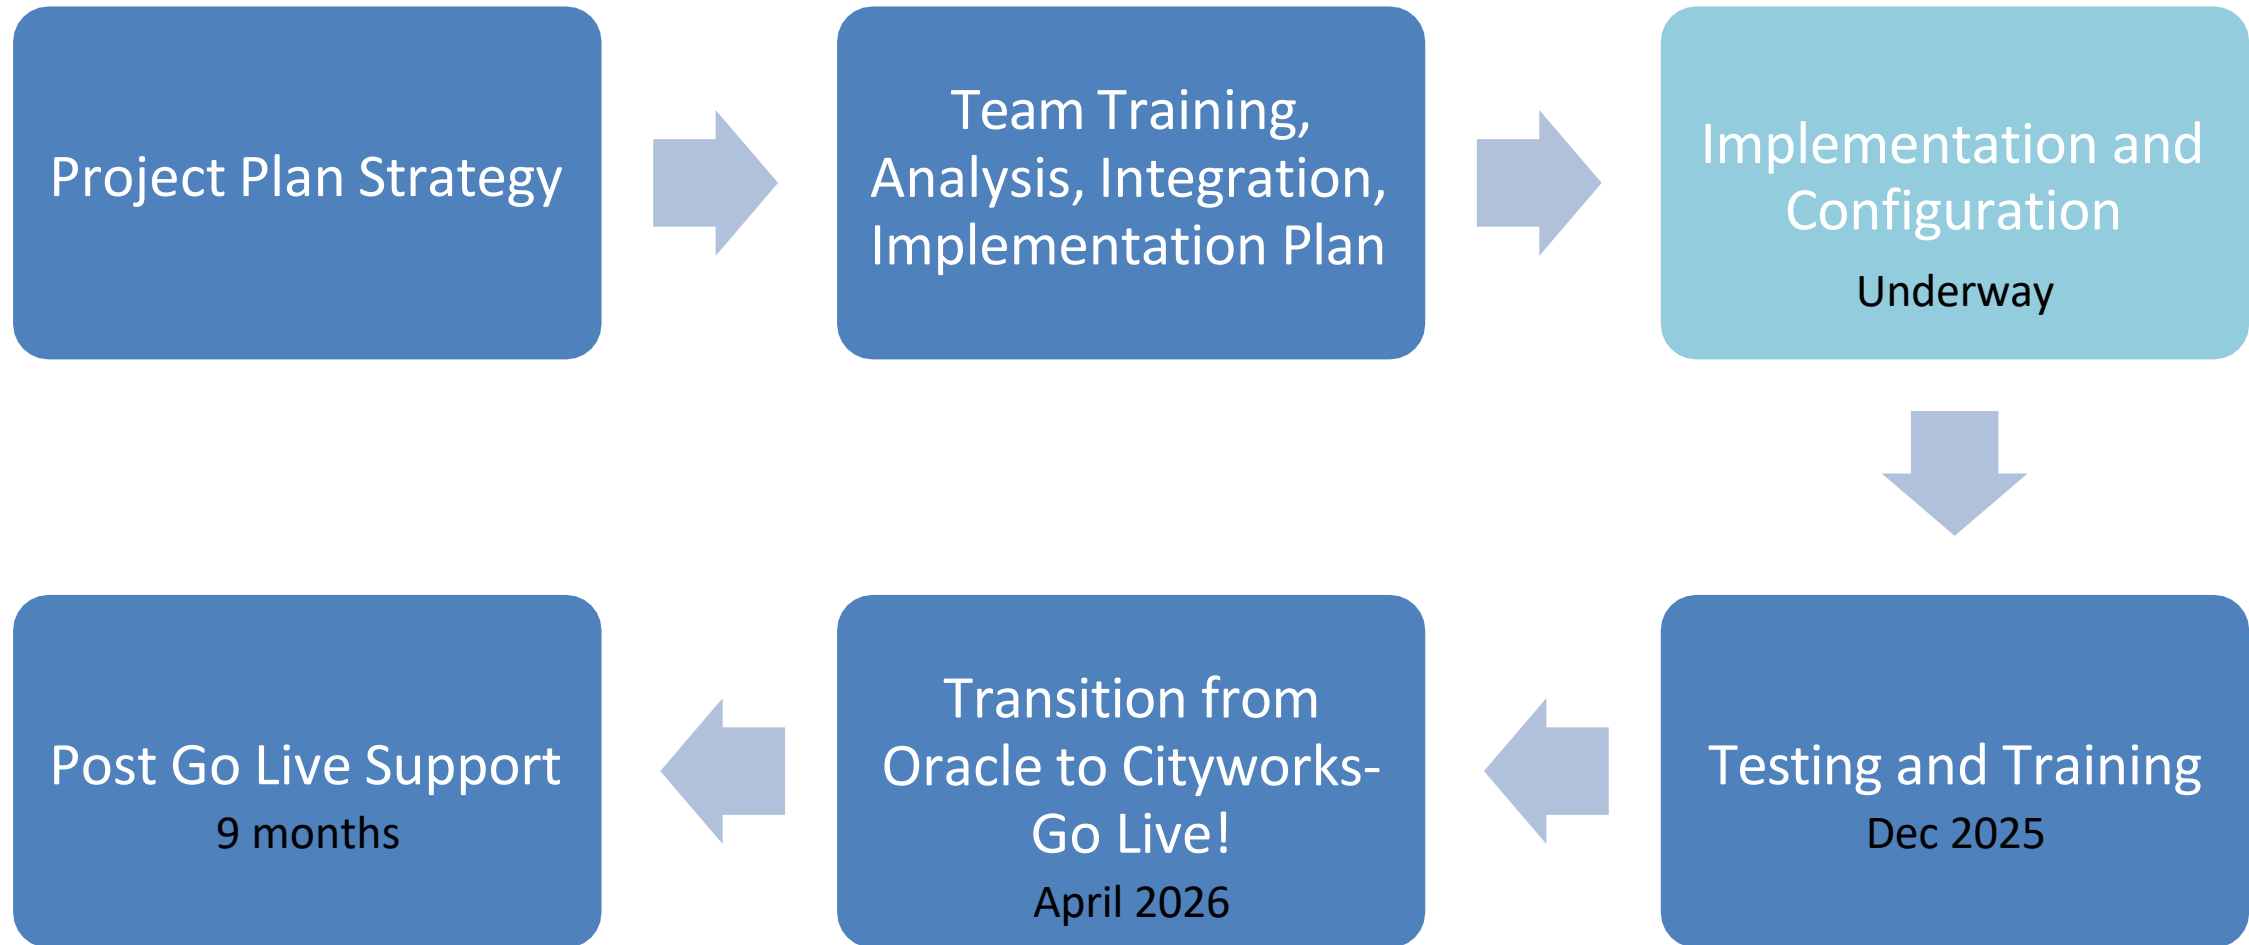 Project Plan Strategy
Team Training,
Analysis, Integration,
Implementation Plan
Implementation and
Configuration
Underway
Testing and Training
Dec 2025
Transition from
Oracle to Cityworks-
Go Live!
April 2026
Post Go Live Support
9 months